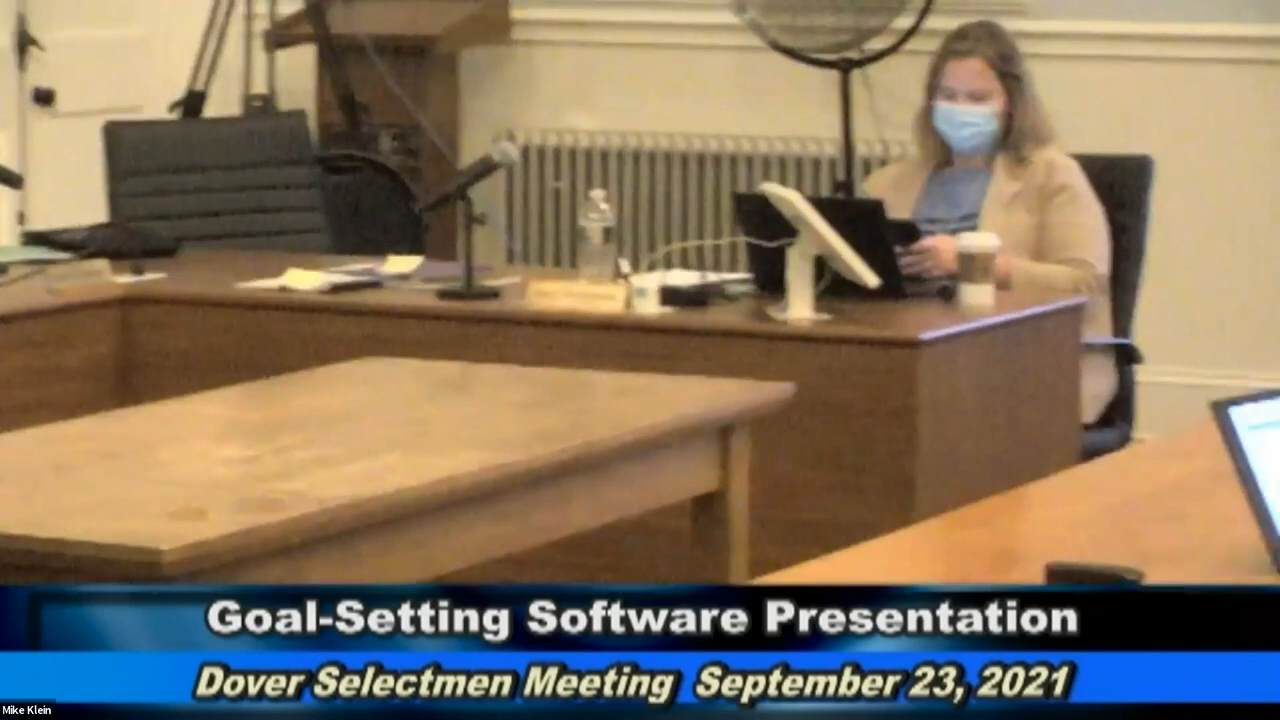 Goal-Setting Software Presentation
Dover Selectmen Meeting September 23, 2021
Mike Klein